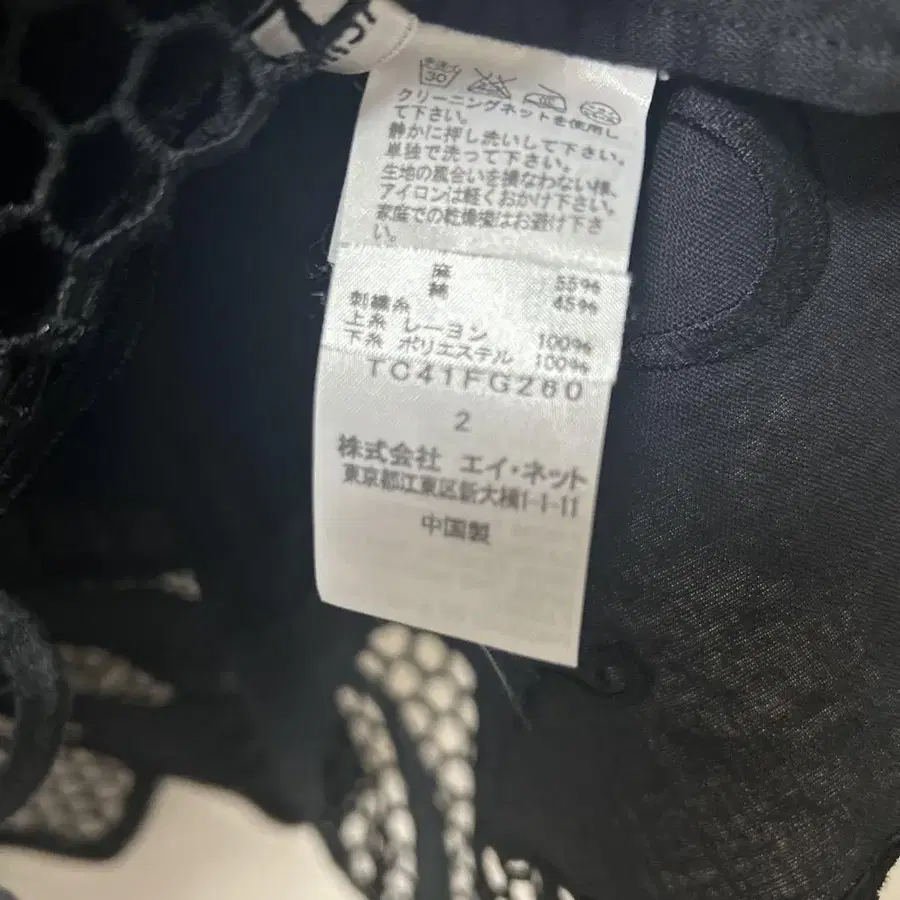 手洗イ
30
クリーニングネットを使用し
て下さい。
静かに押し洗いして下さい。
単独で洗って下さい。
生地の風合いを損なわない様、
アイロンは軽くおかけ下さい。
家庭での乾燥機はお避け下さ
い。
麻 55%
綿 45%
刺繍糸
上糸 レーヨン 100%
下糸 ポリエステル 100%
TC41FGZ60
2
株式会社 エイ・ネット
東京都江東区新大橋1-1-11
中国製